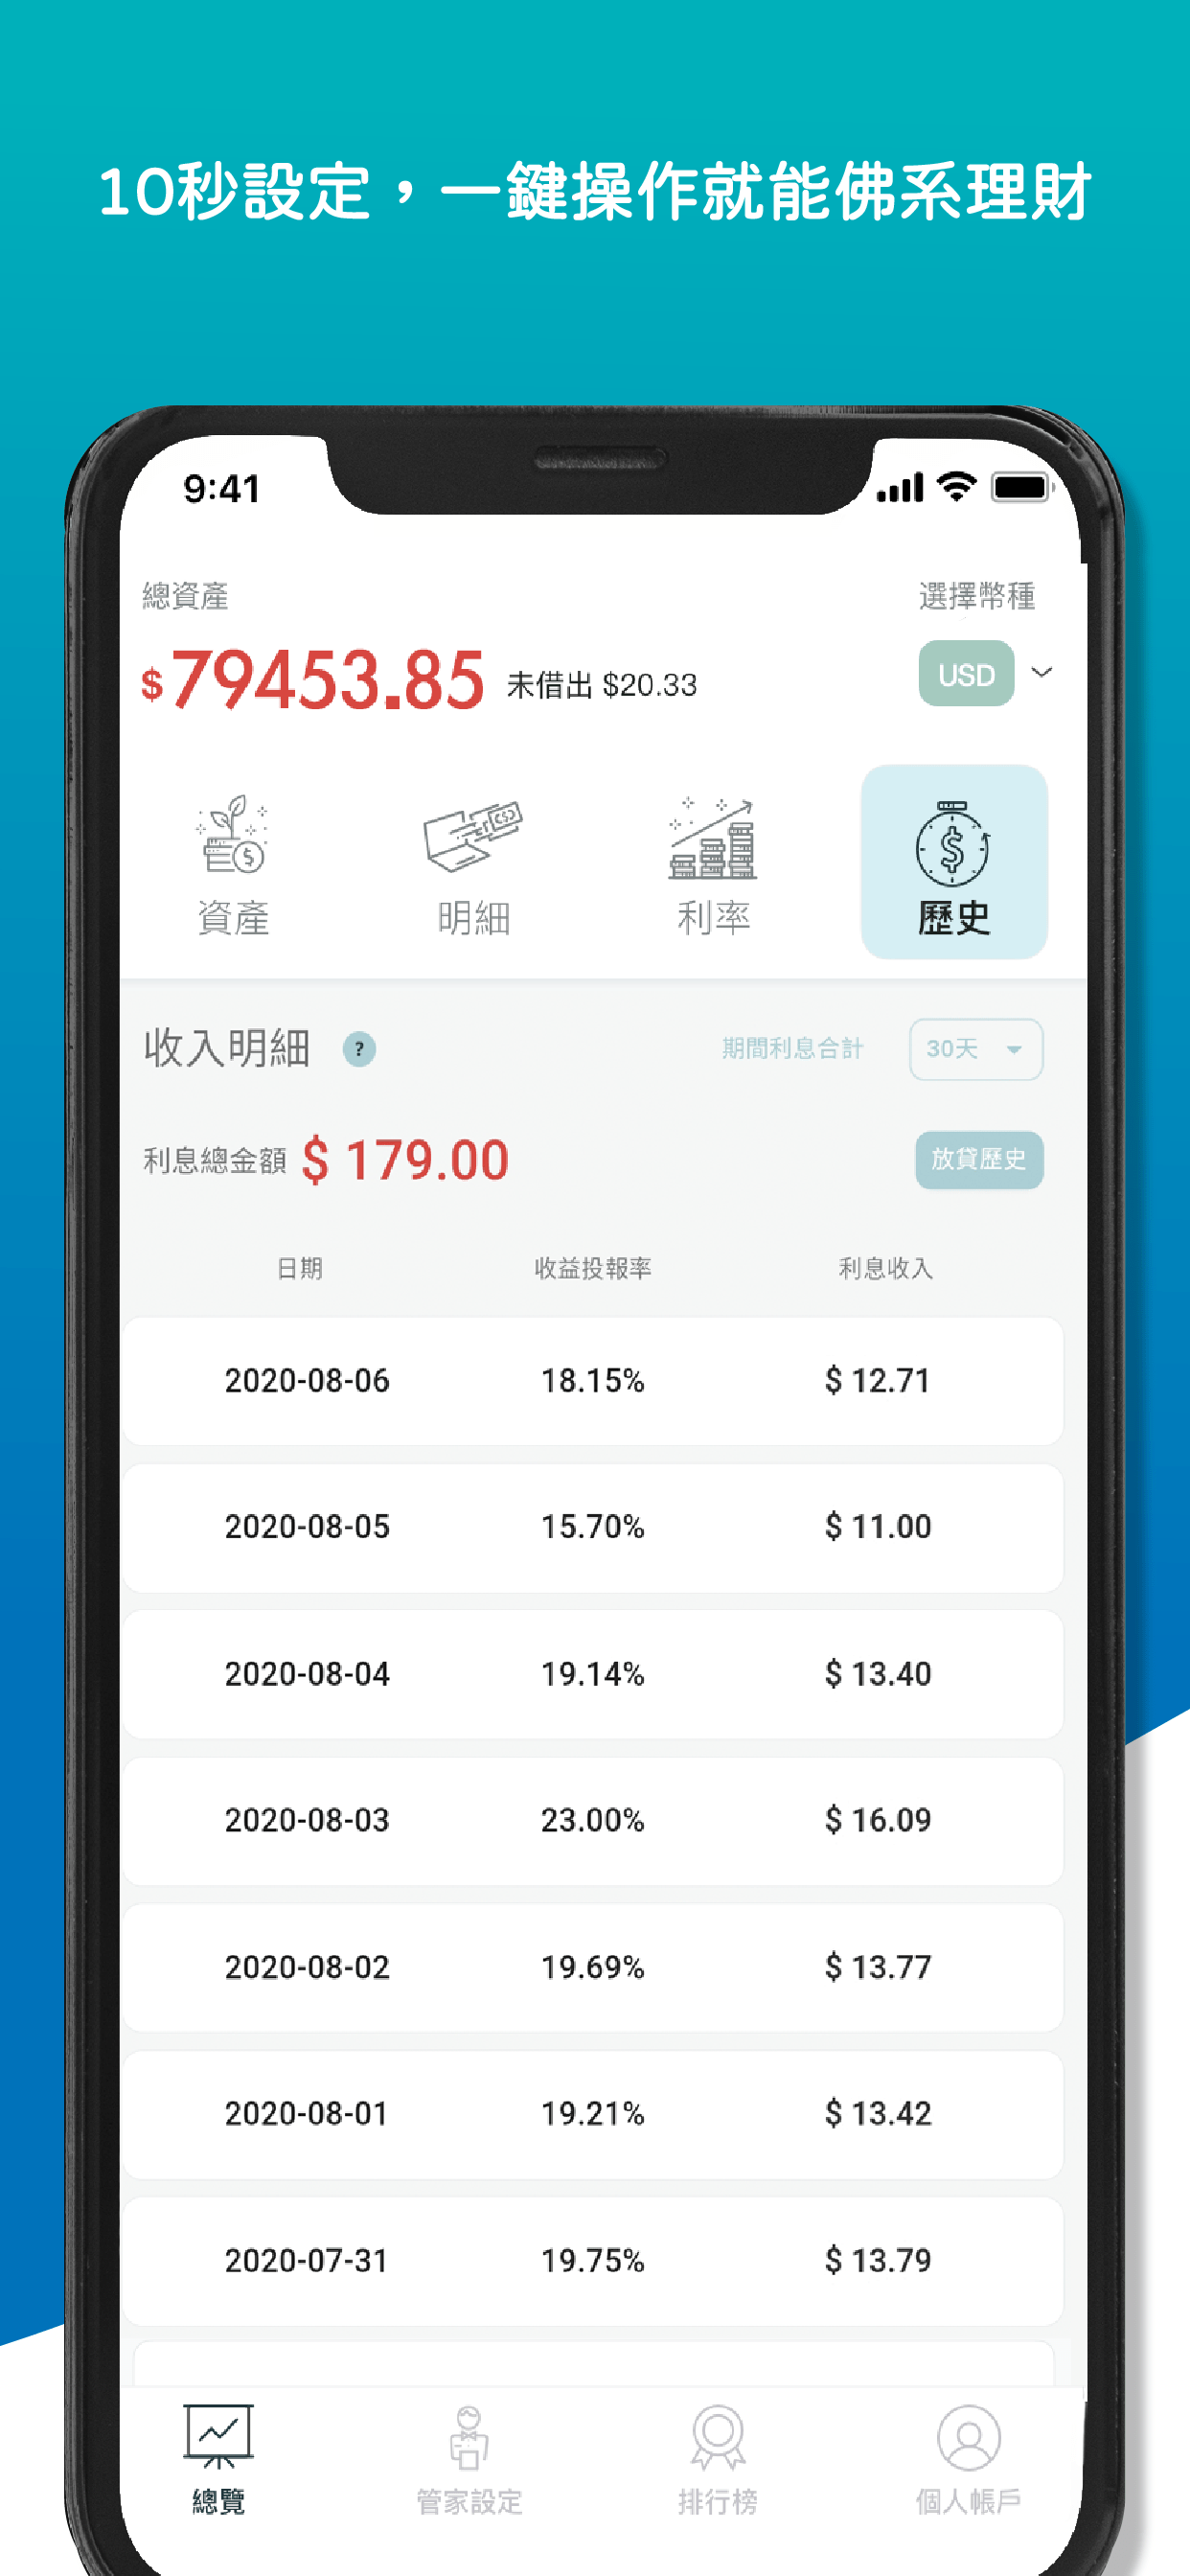 10秒設定，一鍵操作就能佛系理財
9:41
總資產
選擇幣種
$79453.85 未借出 $20.33
USD
資產 明細 利率 歷史
收入明細 ? 期間利息合計 30天
利息總金額 $ 179.00 放貸歷史
日期 收益投報率 利息收入
2020-08-06 18.15% $ 12.71
2020-08-05 15.70% $ 11.00
2020-08-04 19.14% $ 13.40
2020-08-03 23.00% $ 16.09
2020-08-02 19.69% $ 13.77
2020-08-01 19.21% $ 13.42
2020-07-31 19.75% $ 13.79
總覽 管家設定 排行榜 個人帳戶